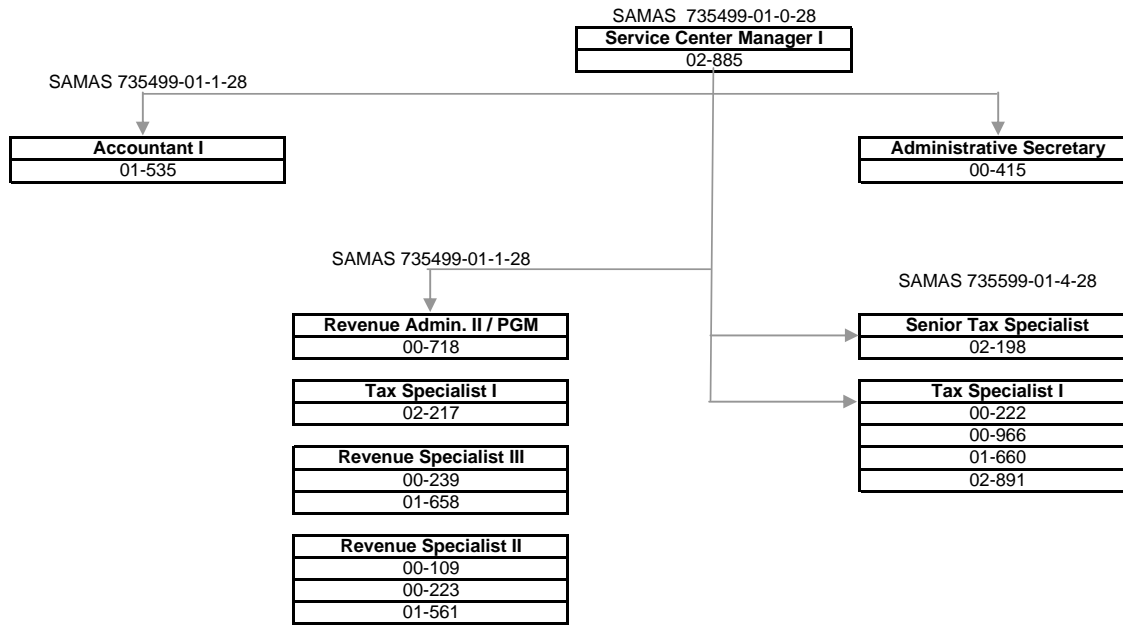 SAMAS  735499-01-0-28
Service Center Manager I
02-885
SAMAS 735499-01-1-28
Accountant I
01-535
Administrative Secretary
00-415
SAMAS 735499-01-1-28
Revenue Admin. II / PGM
00-718
Tax Specialist I
02-217
Revenue Specialist III
00-239
01-658
Revenue Specialist II
00-109
00-223
01-561
SAMAS 735599-01-4-28
Senior Tax Specialist
02-198
Tax Specialist I
00-222
00-966
01-660
02-891